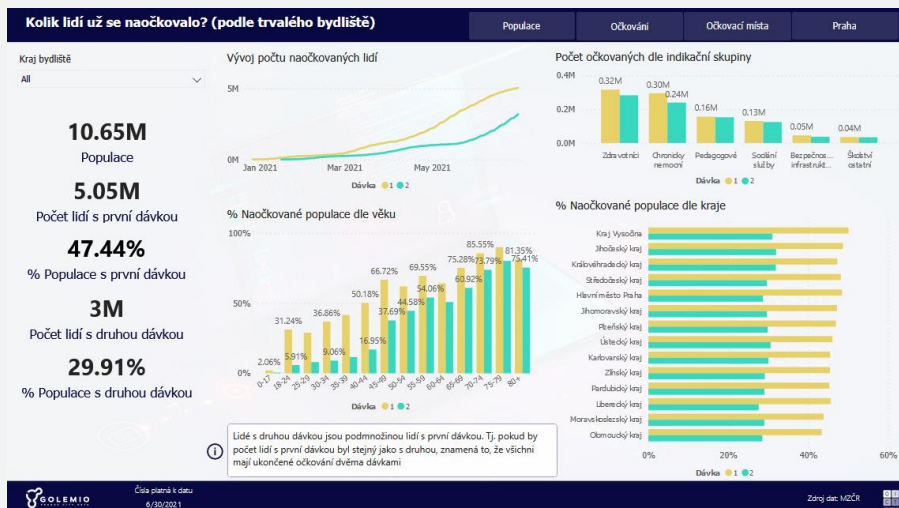 Kolik lidí už se naočkovalo? (podle trvalého bydliště)
Populace
Očkování
Očkovací místa
Praha
Kraj bydliště
All
10.65M
Populace
5.05M
Počet lidí s první dávkou
47.44%
% Populace s první dávkou
3M
Počet lidí s druhou dávkou
29.91%
% Populace s druhou dávkou
Vývoj počtu naočkovaných lidí
5M
0M
Jan 2021
Mar 2021
May 2021
Dávka 1 2
% Naočkované populace dle věku
100%
50%
0%
2.06%
31.24%
5.91%
36.86%
9.06%
50.18%
16.95%
66.72%
37.69%
44.58%
69.55%
54.06%
60.92%
75.28%
73.79%
85.55%
81.35%
75.41%
0-17
18-24
25-29
30-34
35-39
40-44
45-49
50-54
55-59
60-64
65-69
70-74
75-79
80+
Dávka 1 2
Lidé s druhou dávkou jsou podmnožinou lidí s první dávkou. Tj. pokud by
počet lidí s první dávkou byl stejný jako s druhou, znamená to, že všichni
mají ukončené očkování dvěma dávkami
Počet očkovaných dle indikační skupiny
0.4M
0.2M
0.0M
0.32M
0.30M
0.24M
0.16M
0.13M
0.05M
0.04M
Zdravotníci
Chronicky
nemocní
Pedagogové
Sociální
služby
Bezpečnos...
infrastrukt...
Školství
ostatní
Dávka 1 2
% Naočkované populace dle kraje
Kraj Vysočina
Jihočeský kraj
Královéhradecký kraj
Středočeský kraj
Hlavní město Praha
Jihomoravský kraj
Plzeňský kraj
Ústecký kraj
Karlovarský kraj
Zlínský kraj
Pardubický kraj
Liberecký kraj
Moravskoslezský kraj
Olomoucký kraj
0%
20%
40%
60%
Dávka 1 2
GOLEMIO
Čísla platná k datu
6/30/2021
Zdroj dat: MZČR